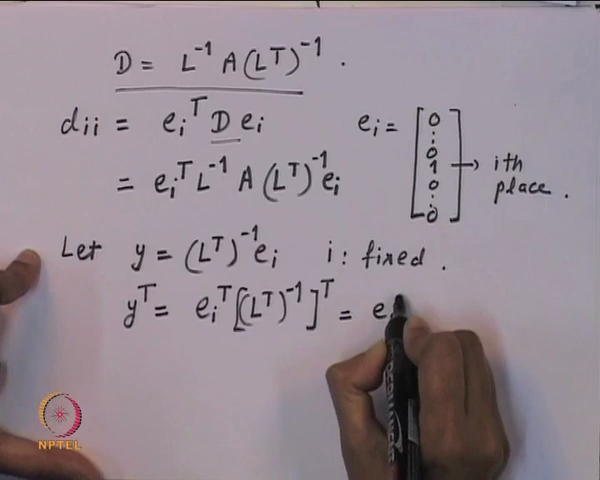 D = L⁻¹ A (Lᵀ)⁻¹ .
dii = eiᵀ D ei
ei = [0 ⋮ 0 1 0 ⋮ 0] → ith place .
= eiᵀ L⁻¹ A (Lᵀ)⁻¹ ei
Let y = (Lᵀ)⁻¹ ei i : fixed .
yᵀ = eiᵀ [(Lᵀ)⁻¹]ᵀ = e
NPTEL